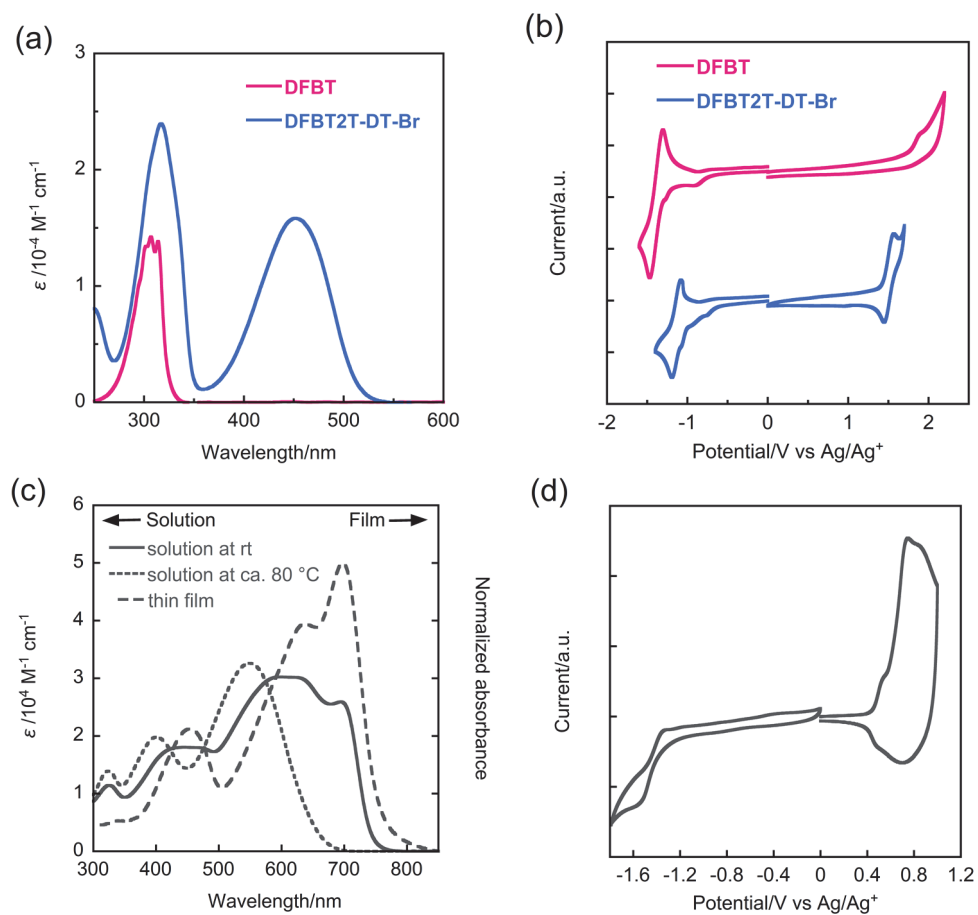 (a)
3
2
1
0
300
400
500
600
DFBT
DFBT2T-DT-Br
ε /10⁻⁴ M⁻¹ cm⁻¹
Wavelength/nm
(b)
DFBT
DFBT2T-DT-Br
Current/a.u.
-2
-1
0
1
2
Potential/V vs Ag/Ag⁺
(c)
6
5
4
3
2
1
0
Solution
Film
solution at rt
solution at ca. 80 °C
thin film
ε /10⁴ M⁻¹ cm⁻¹
Normalized absorbance
300
400
500
600
700
800
Wavelength/nm
(d)
Current/a.u.
-1.6
-1.2
-0.8
-0.4
0
0.4
0.8
1.2
Potential/V vs Ag/Ag⁺